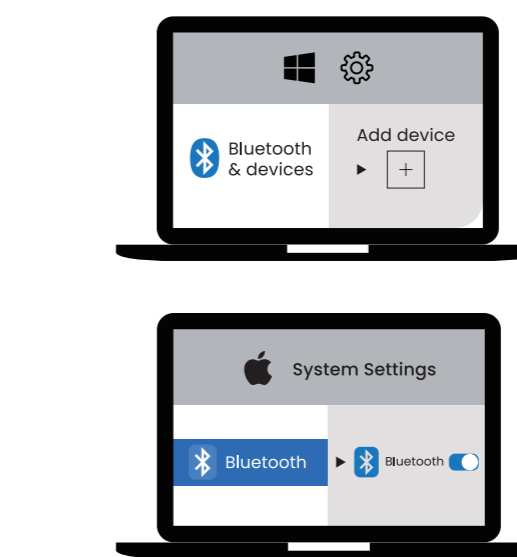 Bluetooth
& devices
Add device
+
System Settings
Bluetooth
Bluetooth